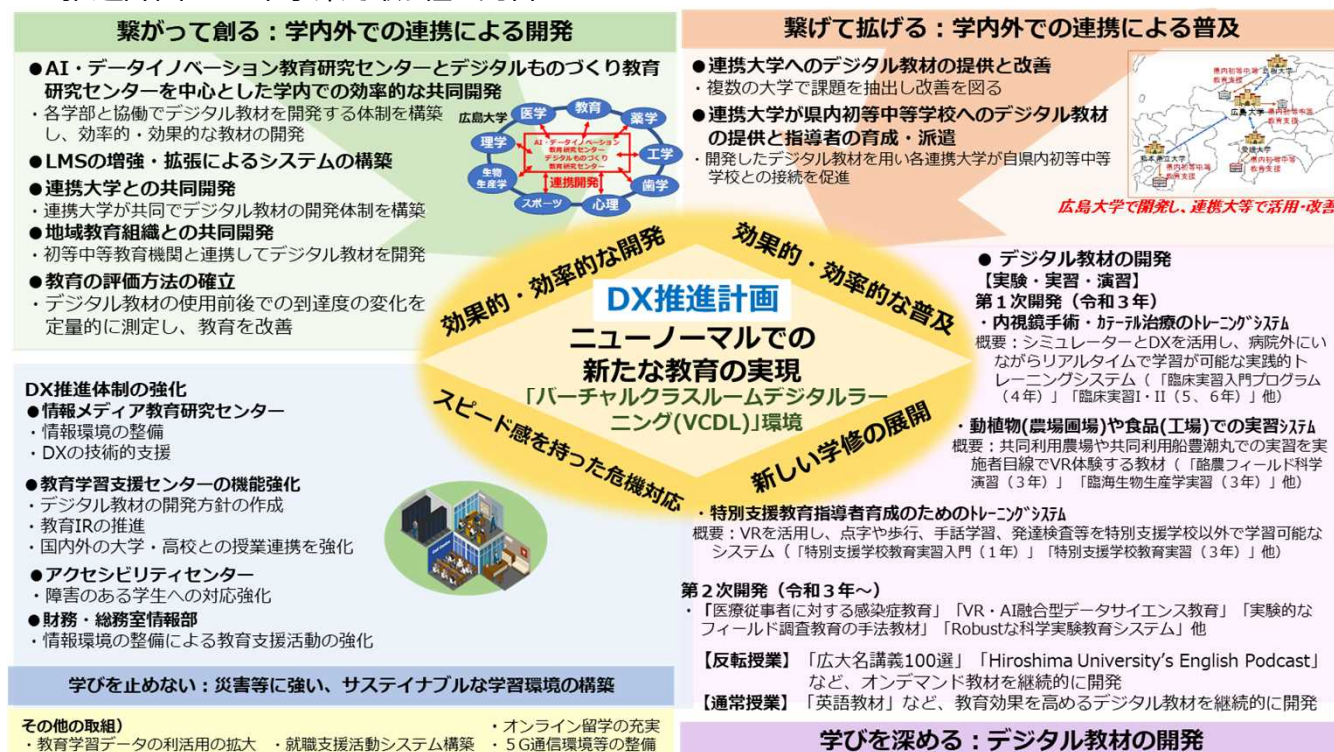 繋がって創る：学内外での連携による開発
●AI・データイノベーション教育研究センターとデジタルものづくり教育
研究センターを中心とした学内での効率的な共同開発
・各学部と協働でデジタル教材を開発する体制を構築
し、効率的・効果的な教材の開発
●LMSの増強・拡張によるシステムの構築
●連携大学との共同開発
・連携大学が共同でデジタル教材の開発体制を構築
●地域教育組織との共同開発
・初等中等教育機関と連携してデジタル教材を開発
●教育の評価方法の確立
・デジタル教材の使用前後での到達度の変化を
定量的に測定し、教育を改善
広島大学
医学
教育
薬学
理学
工学
生物
生産学
歯学
スポーツ
心理
AI・データイノベーション
教育研究センター
デジタルものづくり
教育研究センター
連携開発
繋げて拡げる：学内外での連携による普及
●連携大学へのデジタル教材の提供と改善
・複数の大学で課題を抽出し改善を図る
●連携大学が県内初等中等学校へのデジタル教材
の提供と指導者の育成・派遣
・開発したデジタル教材を用い各連携大学が自県内初等中等
学校との接続を促進
県内初等中等
教育支援
島根大学
広島大学
県内初等中等
教育支援
愛媛大学
熊本県立大学
県内初等中等
教育支援
県内初等中等
教育支援
広島大学で開発し、連携大等で活用・改善
効果的・効率的な開発
効果的・効率的な普及
DX推進計画
ニューノーマルでの
新たな教育の実現
「バーチャルクラスルームデジタルラー
ニング(VCDL)」環境
スピード感を持った危機対応
新しい学修の展開
DX推進体制の強化
●情報メディア教育研究センター
・情報環境の整備
・DXの技術的支援
●教育学習支援センターの機能強化
・デジタル教材の開発方針の作成
・教育IRの推進
・国内外の大学・高校との授業連携を強化
●アクセシビリティセンター
・障害のある学生への対応強化
●財務・総務室情報部
・情報環境の整備による教育支援活動の強化
学びを止めない：災害等に強い、サステイナブルな学習環境の構築
その他の取組）
・教育学習データの利活用の拡大　・就職支援活動システム構築
・オンライン留学の充実
・５G通信環境等の整備
● デジタル教材の開発
【実験・実習・演習】
第１次開発（令和３年）
・内視鏡手術・ｶﾃｰﾃﾙ治療のﾄﾚｰﾆﾝｸﾞｼｽﾃﾑ
概要：シミュレーターとDXを活用し、病院外にい
ながらリアルタイムで学習が可能な実践的ト
レーニングシステム（「臨床実習入門プログラム
（４年）」「臨床実習I・II（５、６年）」他）
・動植物(農場圃場)や食品(工場)での実習ｼｽﾃﾑ
概要：共同利用農場や共同利用船豊潮丸での実習を実
施者目線でVR体験する教材（「酪農フィールド科学
演習（３年）」「臨海生物生産学実習（３年）」他）
・特別支援教育指導者育成のためのﾄﾚｰﾆﾝｸﾞｼｽﾃﾑ
概要：VRを活用し、点字や歩行、手話学習、発達検査等を特別支援学校以外で学習可能な
システム（「特別支援学校教育実習入門（１年）」「特別支援学校教育実習（３年）」他）
第２次開発（令和３年～）
・「医療従事者に対する感染症教育」「VR・AI融合型データサイエンス教育」「実験的な
フィールド調査教育の手法教材」「Robustな科学実験教育システム」他
【反転授業】「広大名講義100選」「Hiroshima University’s English Podcast」
など、オンデマンド教材を継続的に開発
【通常授業】「英語教材」など、教育効果を高めるデジタル教材を継続的に開発
学びを深める：デジタル教材の開発